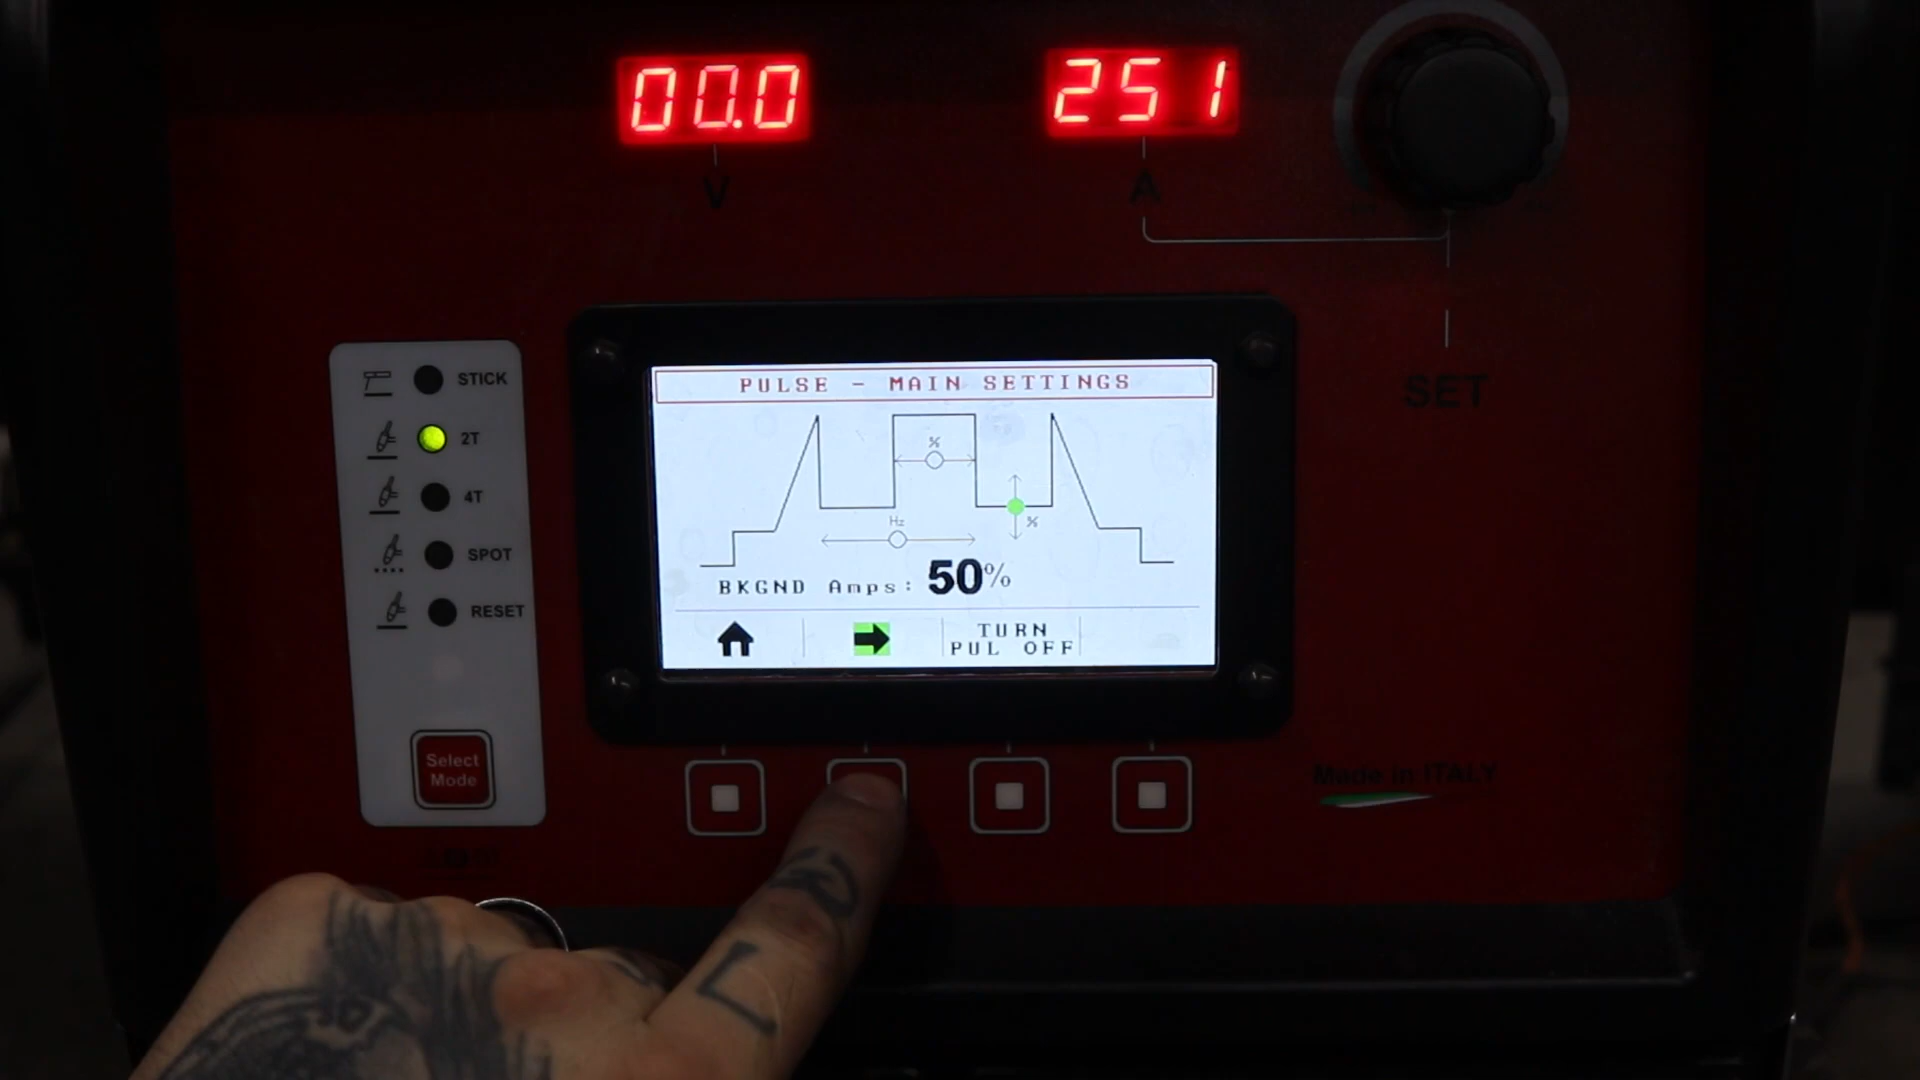 00.0
251
V
A
SET
STICK
2T
4T
SPOT
RESET
Select
Mode
PULSE - MAIN SETTINGS
%
Hz
%
BKGND Amps: 50%
TURN
PUL OFF
Made in ITALY
L